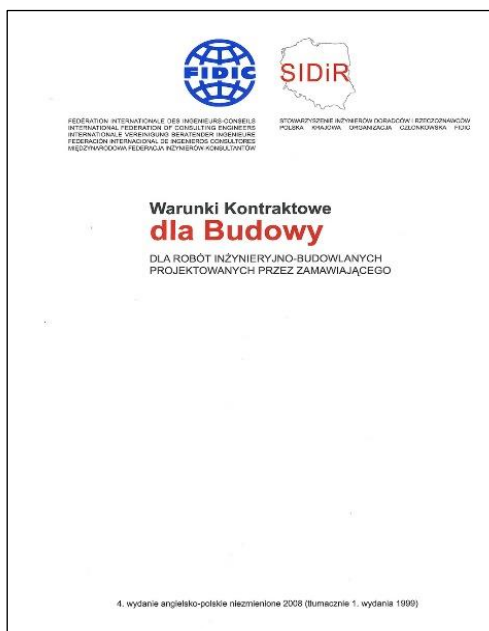 FIDIC
SIDiR
FÉDÉRATION INTERNATIONALE DES INGÉNIEURS-CONSEILS
INTERNATIONAL FEDERATION OF CONSULTING ENGINEERS
INTERNATIONALE VEREINIGUNG BERATENDER INGENIEURE
FEDERACIÓN INTERNACIONAL DE INGENIEROS CONSULTORES
MIĘDZYNARODOWA FEDERACJA INŻYNIERÓW KONSULTANTÓW
STOWARZYSZENIE INŻYNIERÓW DORADCÓW I RZECZOZNAWCÓW
POLSKA KRAJOWA ORGANIZACJA CZŁONKOWSKA FIDIC
Warunki Kontraktowe
dla Budowy
DLA ROBÓT INŻYNIERYJNO-BUDOWLANYCH
PROJEKTOWANYCH PRZEZ ZAMAWIAJĄCEGO
4. wydanie angielsko-polskie niezmienione 2008 (tłumacznie 1. wydania 1999)